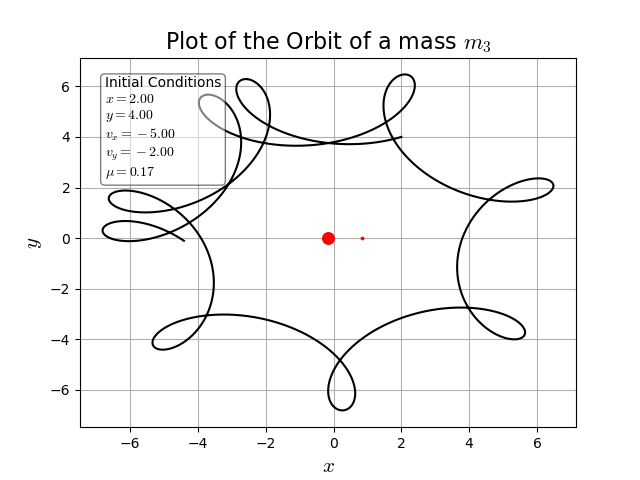 Plot of the Orbit of a mass m₃
Initial Conditions
x = 2.00
y = 4.00
vₓ = −5.00
v_y = −2.00
μ = 0.17
6
4
2
0
−2
−4
−6
y
−6 −4 −2 0 2 4 6
x